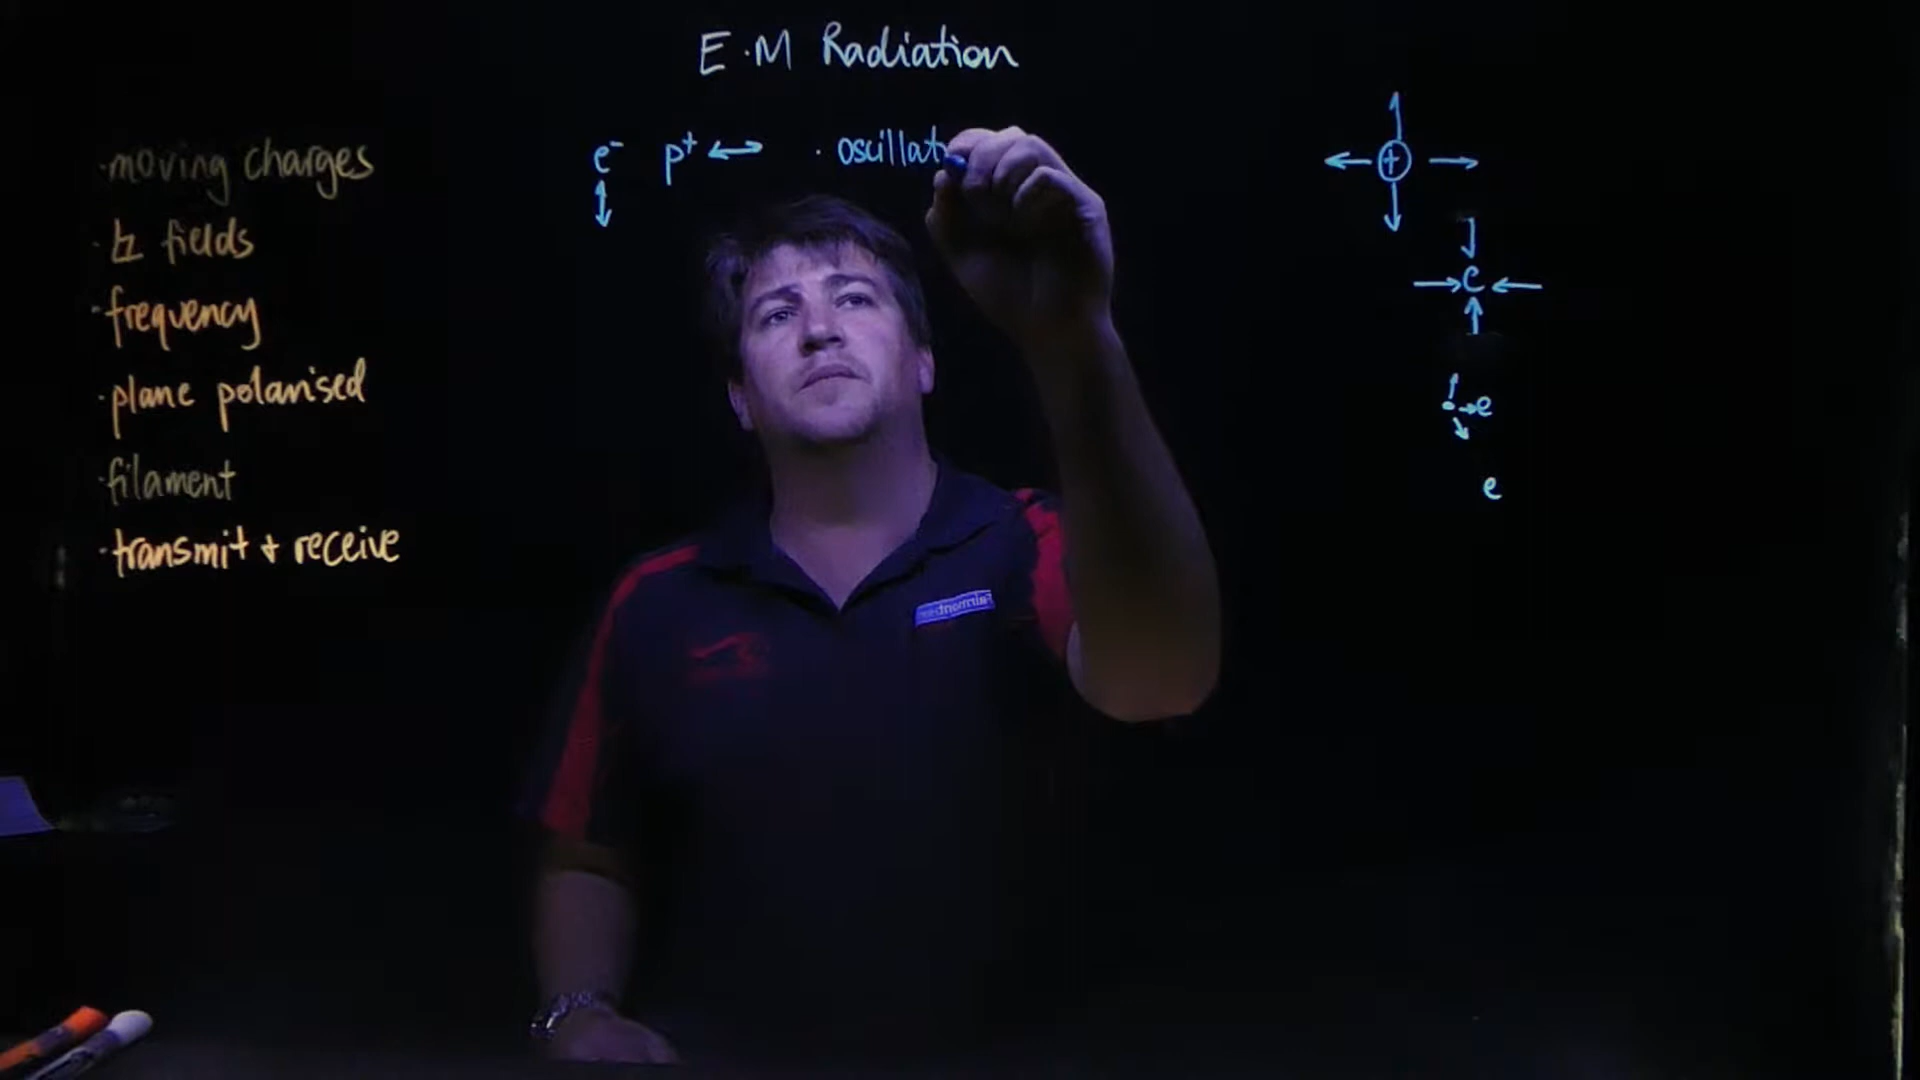 E.M Radiation
·moving charges
· fields
·frequency
·plane polarised
·filament
·transmit + receive
e⁻ p⁺ ↔ · oscillat
+
e
e
e